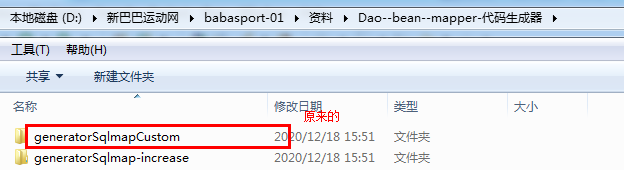 本地磁盘 (D:) ▸ 新巴巴运动网 ▸ babasport-01 ▸ 资料 ▸ Dao--bean--mapper-代码生成器 ▸
工具(T) 帮助(H)
共享 新建文件夹
名称 修改日期 类型 大小
原来的
generatorSqlmapCustom 2020/12/18 15:51 文件夹
generatorSqlmap-increase 2020/12/18 15:51 文件夹